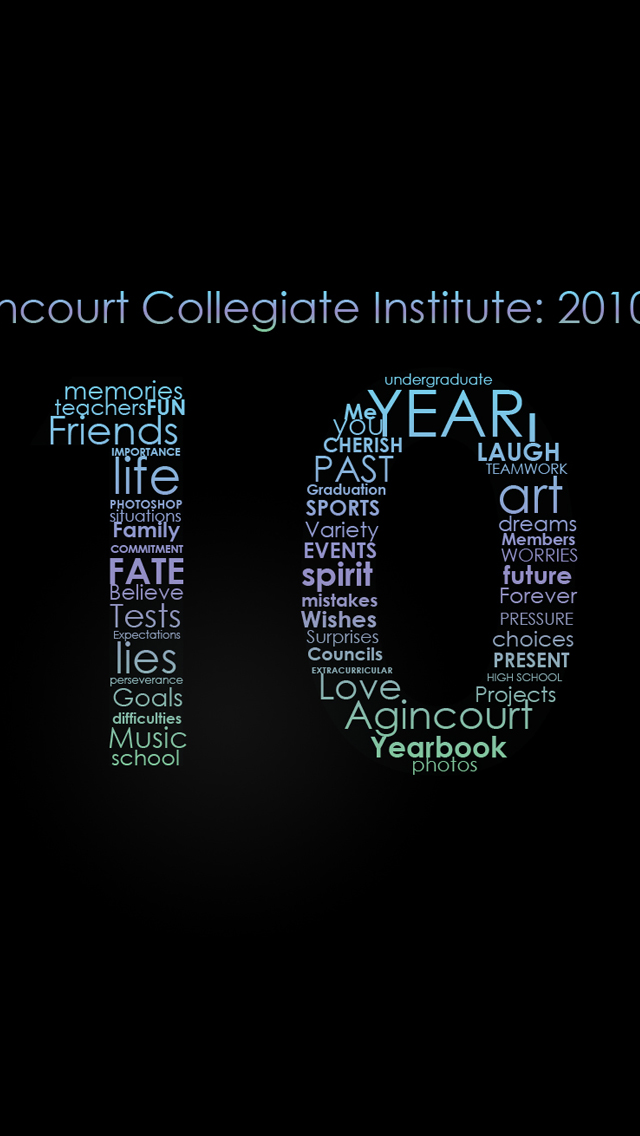 ncourt Collegiate Institute: 2010
memories
teachers FUN
Friends
IMPORTANCE
life
PHOTOSHOP
situations
Family
COMMITMENT
FATE
Believe
Tests
Expectations
lies
perseverance
Goals
difficulties
Music
school
undergraduate
Me YEAR I
you
CHERISH
PAST
Graduation
SPORTS
Variety
EVENTS
spirit
mistakes
Wishes
Surprises
Councils
EXTRACURRICULAR
Love
LAUGH
TEAMWORK
art
dreams
Members
WORRIES
future
Forever
PRESSURE
choices
PRESENT
HIGH SCHOOL
Projects
Agincourt
Yearbook
photos